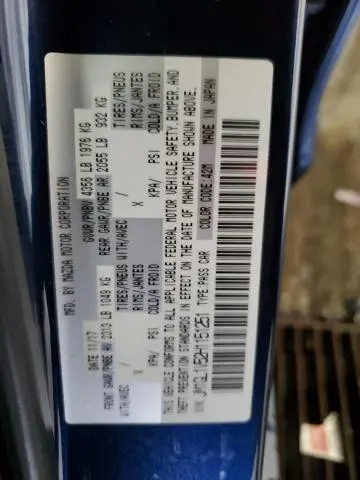 MFD. BY MAZDA MOTOR CORPORATION
DATE 11/17 GVWR/PNBV 4356 LB 1976 KG
FRONT GAWR/PNBE AV 2313 LB 1049 KG REAR GAWR/PNBE AR 2055 LB 932 KG
WITH/AVEC / TIRES/PNEUS WITH/AVEC / TIRES/PNEUS
X RIMS/JANTES X RIMS/JANTES
KPA/ PSI COLD/A FROID KPA/ PSI COLD/A FROID
THIS VEHICLE CONFORMS TO ALL APPLICABLE FEDERAL MOTOR VEHICLE SAFETY, BUMPER, AND
THEFT PREVENTION STANDARDS IN EFFECT ON THE DATE OF MANUFACTURE SHOWN ABOVE.
TYPE: PASS CAR COLOR CODE: 42M MADE IN JAPAN